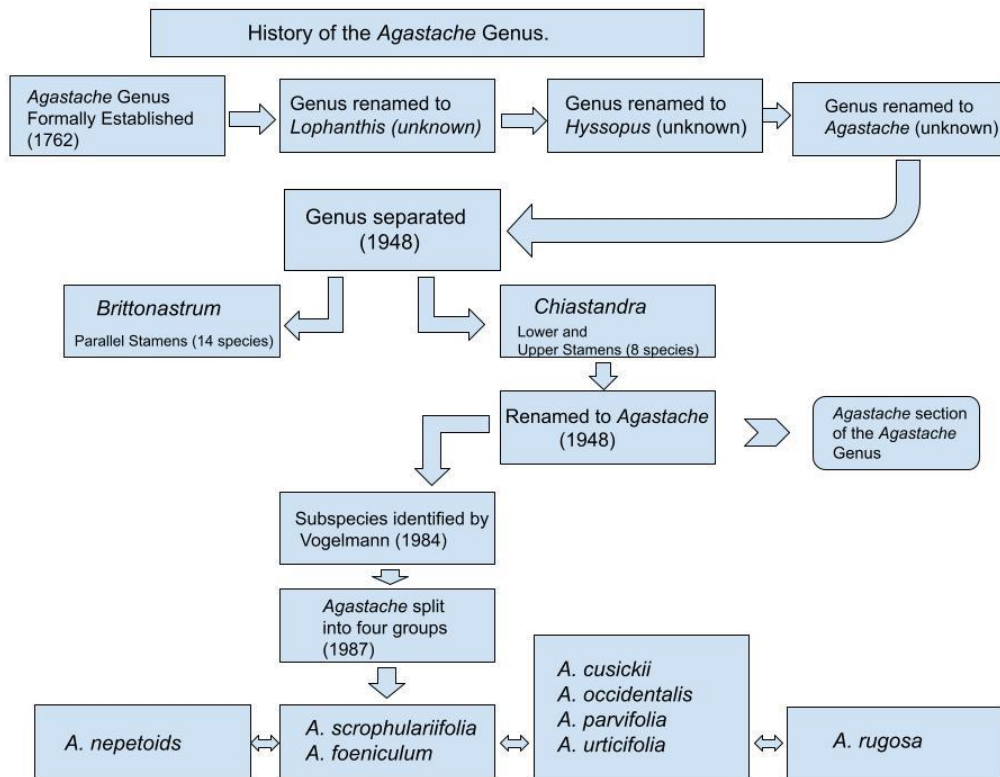 History of the Agastache Genus.
Agastache Genus
Formally Established
(1762)
Genus renamed to
Lophanthis (unknown)
Genus renamed to
Hyssopus (unknown)
Genus renamed to
Agastache (unknown)
Genus separated
(1948)
Brittonastrum
Parallel Stamens (14 species)
Chiastandra
Lower and
Upper Stamens (8 species)
Renamed to Agastache
(1948)
Agastache section
of the Agastache
Genus
Subspecies identified by
Vogelmann (1984)
Agastache split
into four groups
(1987)
A. nepetoids
A. scrophulariifolia
A. foeniculum
A. cusickii
A. occidentalis
A. parvifolia
A. urticifolia
A. rugosa